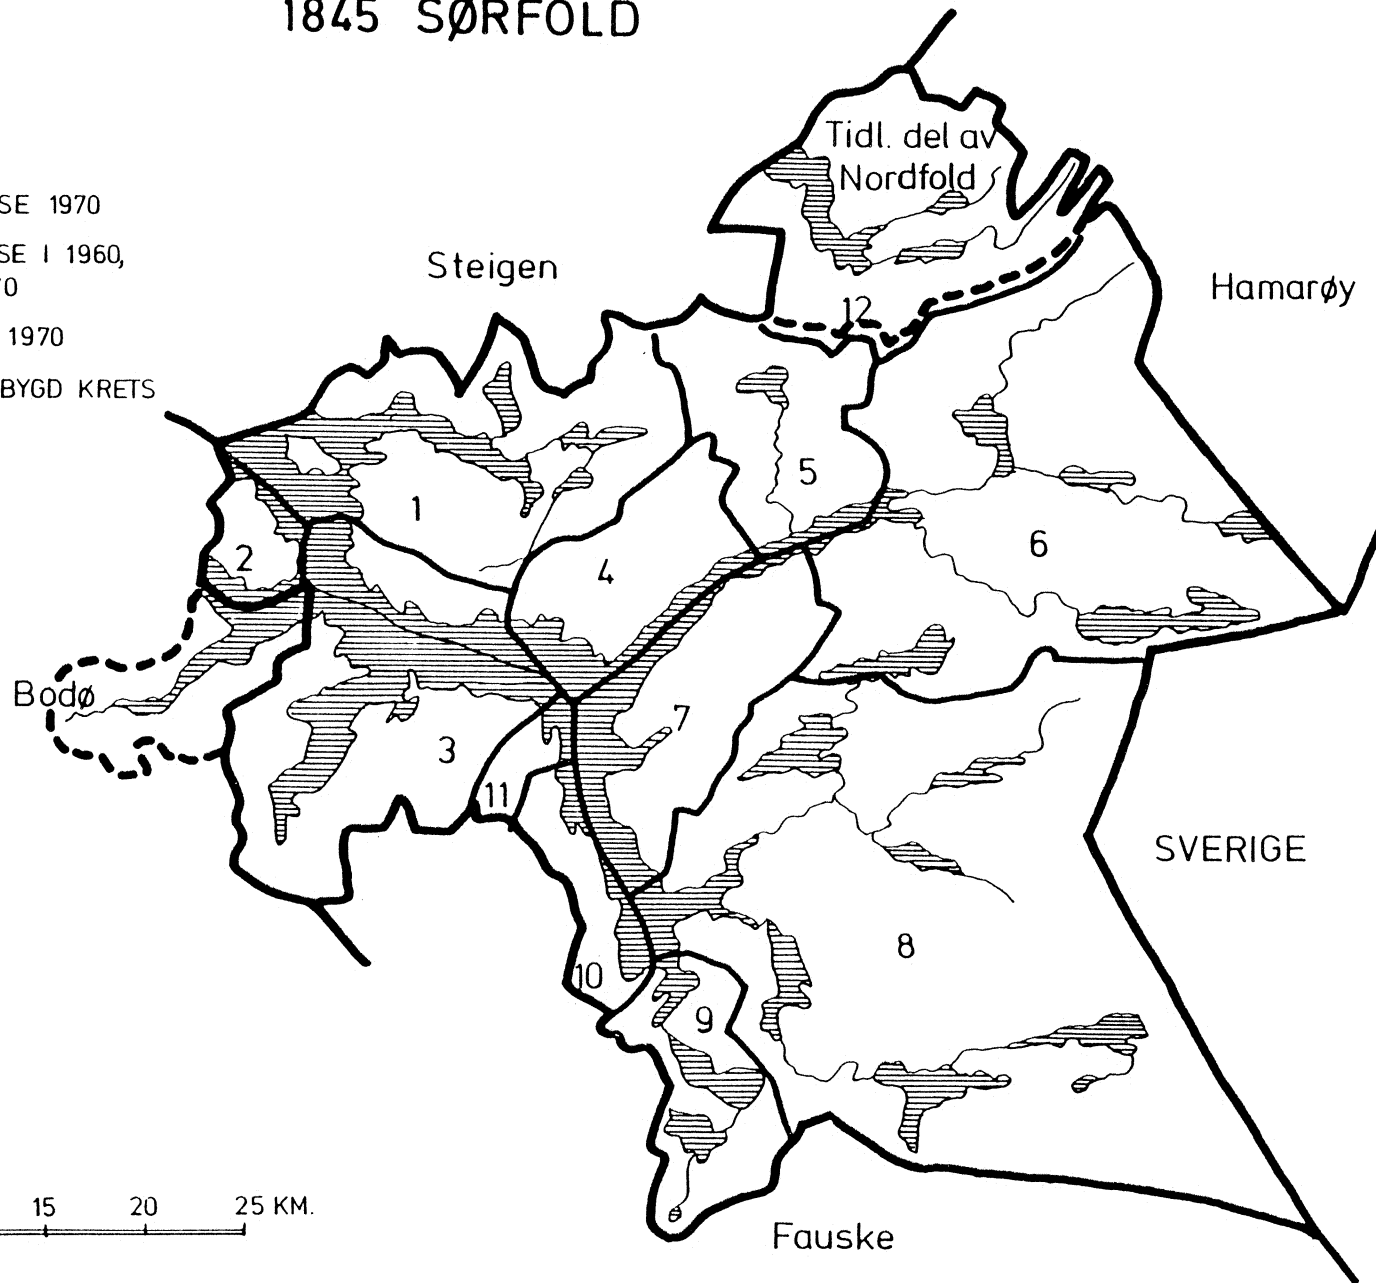 1845 SØRFOLD
Tidl. del av
Nordfold
SE 1970
SE I 1960,
70
1970
BYGD KRETS
Steigen
Hamarøy
12
5
1
2
4
6
Bodø
3
7
11
SVERIGE
8
10
9
15 20 25 KM.
Fauske